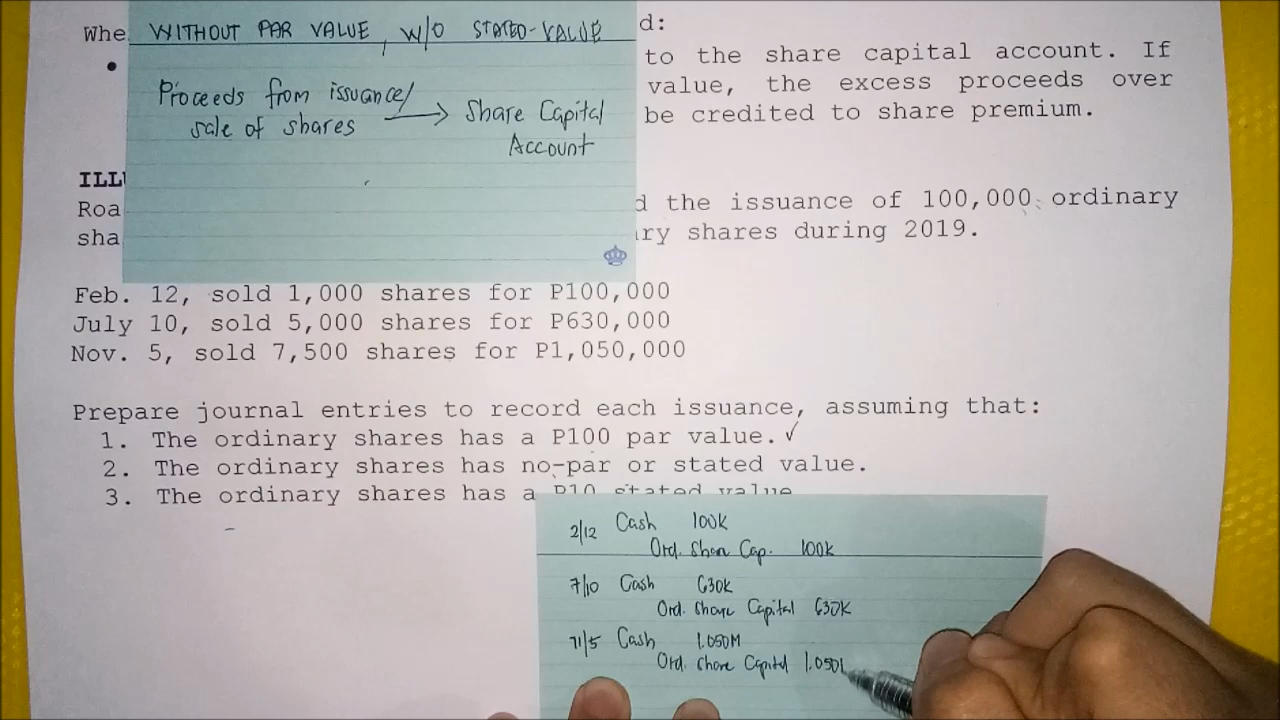 Whe
WITHOUT PAR VALUE, W/O STATED-VALUE
d:
to the share capital account. If
value, the excess proceeds over
be credited to share premium.
Proceeds from issuance/
sale of shares → Share Capital
Account
ILLU
Roa
d the issuance of 100,000 ordinary
sha
ry shares during 2019.
Feb. 12, sold 1,000 shares for P100,000
July 10, sold 5,000 shares for P630,000
Nov. 5, sold 7,500 shares for P1,050,000
Prepare journal entries to record each issuance, assuming that:
1. The ordinary shares has a P100 par value. ✓
2. The ordinary shares has no-par or stated value.
3. The ordinary shares has a P10 stated value
2/12 Cash 100K
Ord. Share Cap. 100K
7/10 Cash 630K
Ord. Share Capital 630K
11/5 Cash 1.050M
Ord. Share Capital 1.050